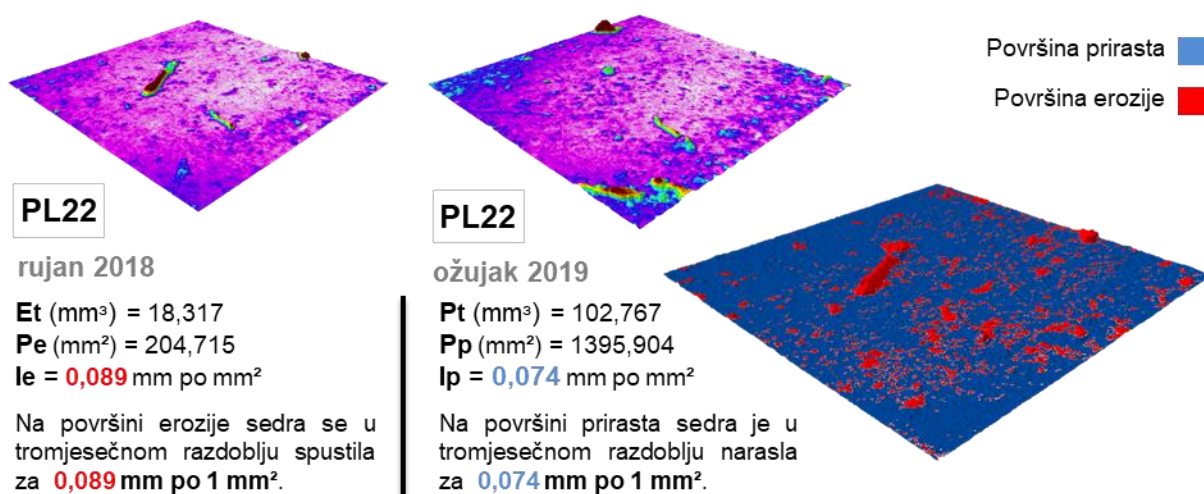 Površina prirasta
Površina erozije
PL22
rujan 2018
Et (mm³) = 18,317
Pe (mm²) = 204,715
Ie = 0,089 mm po mm²
Na površini erozije sedra se u
tromjesečnom razdoblju spustila
za 0,089 mm po 1 mm².
PL22
ožujak 2019
Pt (mm³) = 102,767
Pp (mm²) = 1395,904
Ip = 0,074 mm po mm²
Na površini prirasta sedra je u
tromjesečnom razdoblju narasla
za 0,074 mm po 1 mm².